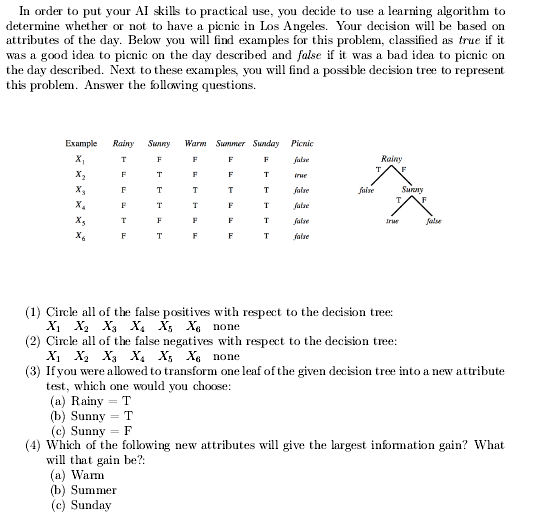 In order to put your AI skills to practical use, you decide to use a learning algorithm to
determine whether or not to have a picnic in Los Angeles. Your decision will be based on
attributes of the day. Below you will find examples for this problem, classified as true if it
was a good idea to picnic on the day described and false if it was a bad idea to picnic on
the day described. Next to these examples, you will find a possible decision tree to represent
this problem. Answer the following questions.
Example Rainy Sunny Warm Summer Sunday Picnic
X₁ T F F F F false
X₂ F T F F T true
X₃ F T T T T false
X₄ F T T F T false
X₅ T F F F T false
X₆ F T F F T false
Rainy
T F
false Sunny
T F
true false
(1) Circle all of the false positives with respect to the decision tree:
X₁ X₂ X₃ X₄ X₅ X₆ none
(2) Circle all of the false negatives with respect to the decision tree:
X₁ X₂ X₃ X₄ X₅ X₆ none
(3) If you were allowed to transform one leaf of the given decision tree into a new attribute
test, which one would you choose:
(a) Rainy = T
(b) Sunny = T
(c) Sunny = F
(4) Which of the following new attributes will give the largest information gain? What
will that gain be?:
(a) Warm
(b) Summer
(c) Sunday